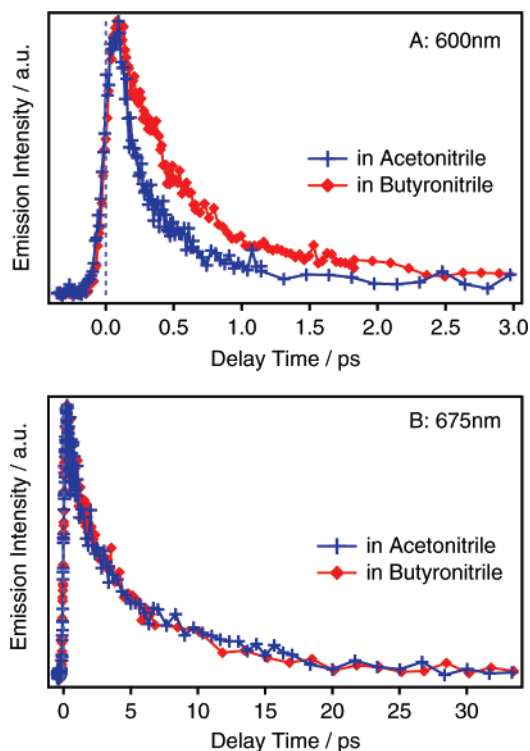 A: 600nm
Emission Intensity / a.u.
in Acetonitrile
in Butyronitrile
0.0 0.5 1.0 1.5 2.0 2.5 3.0
Delay Time / ps
B: 675nm
Emission Intensity / a.u.
in Acetonitrile
in Butyronitrile
0 5 10 15 20 25 30
Delay Time / ps